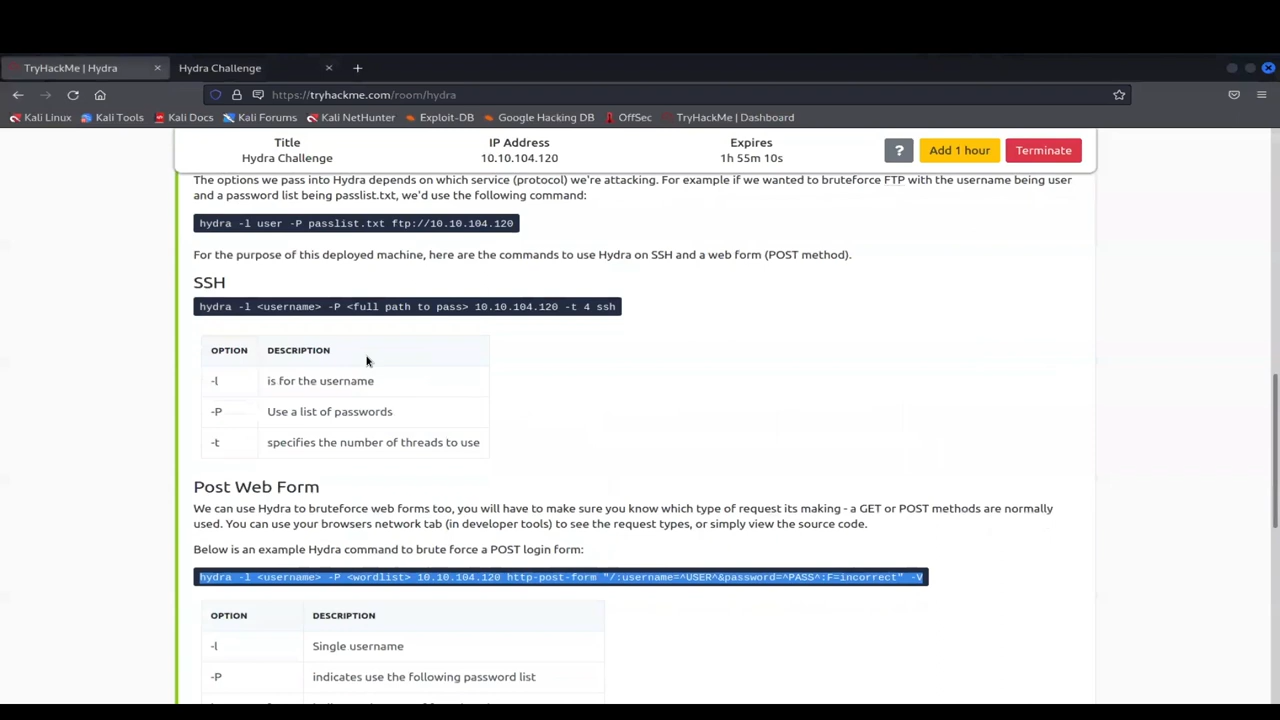 TryHackMe | Hydra
Hydra Challenge
https://tryhackme.com/room/hydra
Kali Linux Kali Tools Kali Docs Kali Forums Kali NetHunter Exploit-DB Google Hacking DB OffSec TryHackMe | Dashboard
Title IP Address Expires
Hydra Challenge 10.10.104.120 1h 55m 10s ? Add 1 hour Terminate
The options we pass into Hydra depends on which service (protocol) we're attacking. For example if we wanted to bruteforce FTP with the username being user
and a password list being passlist.txt, we'd use the following command:
hydra -l user -P passlist.txt ftp://10.10.104.120
For the purpose of this deployed machine, here are the commands to use Hydra on SSH and a web form (POST method).
SSH
hydra -l <username> -P <full path to pass> 10.10.104.120 -t 4 ssh
OPTION DESCRIPTION
-l is for the username
-P Use a list of passwords
-t specifies the number of threads to use
Post Web Form
We can use Hydra to bruteforce web forms too, you will have to make sure you know which type of request its making - a GET or POST methods are normally
used. You can use your browsers network tab (in developer tools) to see the request types, or simply view the source code.
Below is an example Hydra command to brute force a POST login form:
hydra -l <username> -P <wordlist> 10.10.104.120 http-post-form "/:username=^USER^&password=^PASS^:F=incorrect" -V
OPTION DESCRIPTION
-l Single username
-P indicates use the following password list